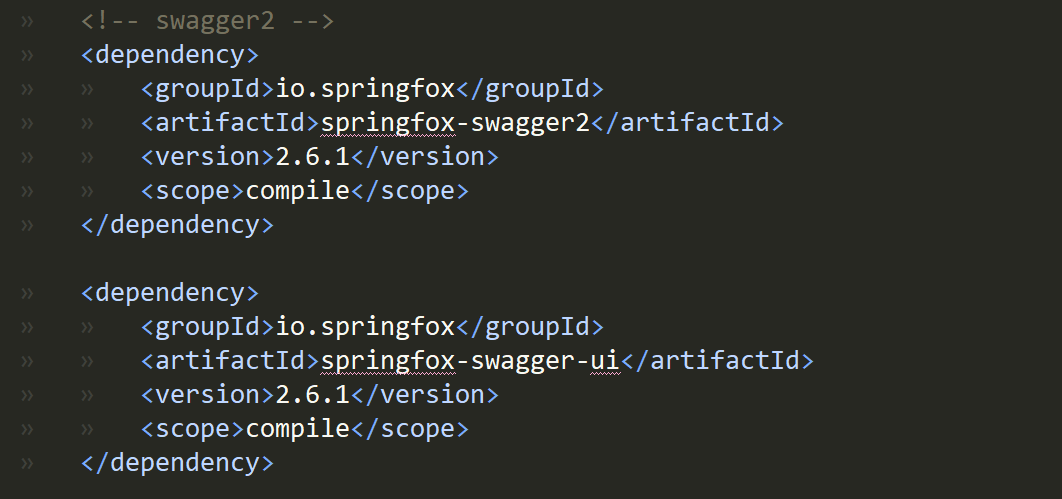 <!-- swagger2 -->
<dependency>
<groupId>io.springfox</groupId>
<artifactId>springfox-swagger2</artifactId>
<version>2.6.1</version>
<scope>compile</scope>
</dependency>
<dependency>
<groupId>io.springfox</groupId>
<artifactId>springfox-swagger-ui</artifactId>
<version>2.6.1</version>
<scope>compile</scope>
</dependency>